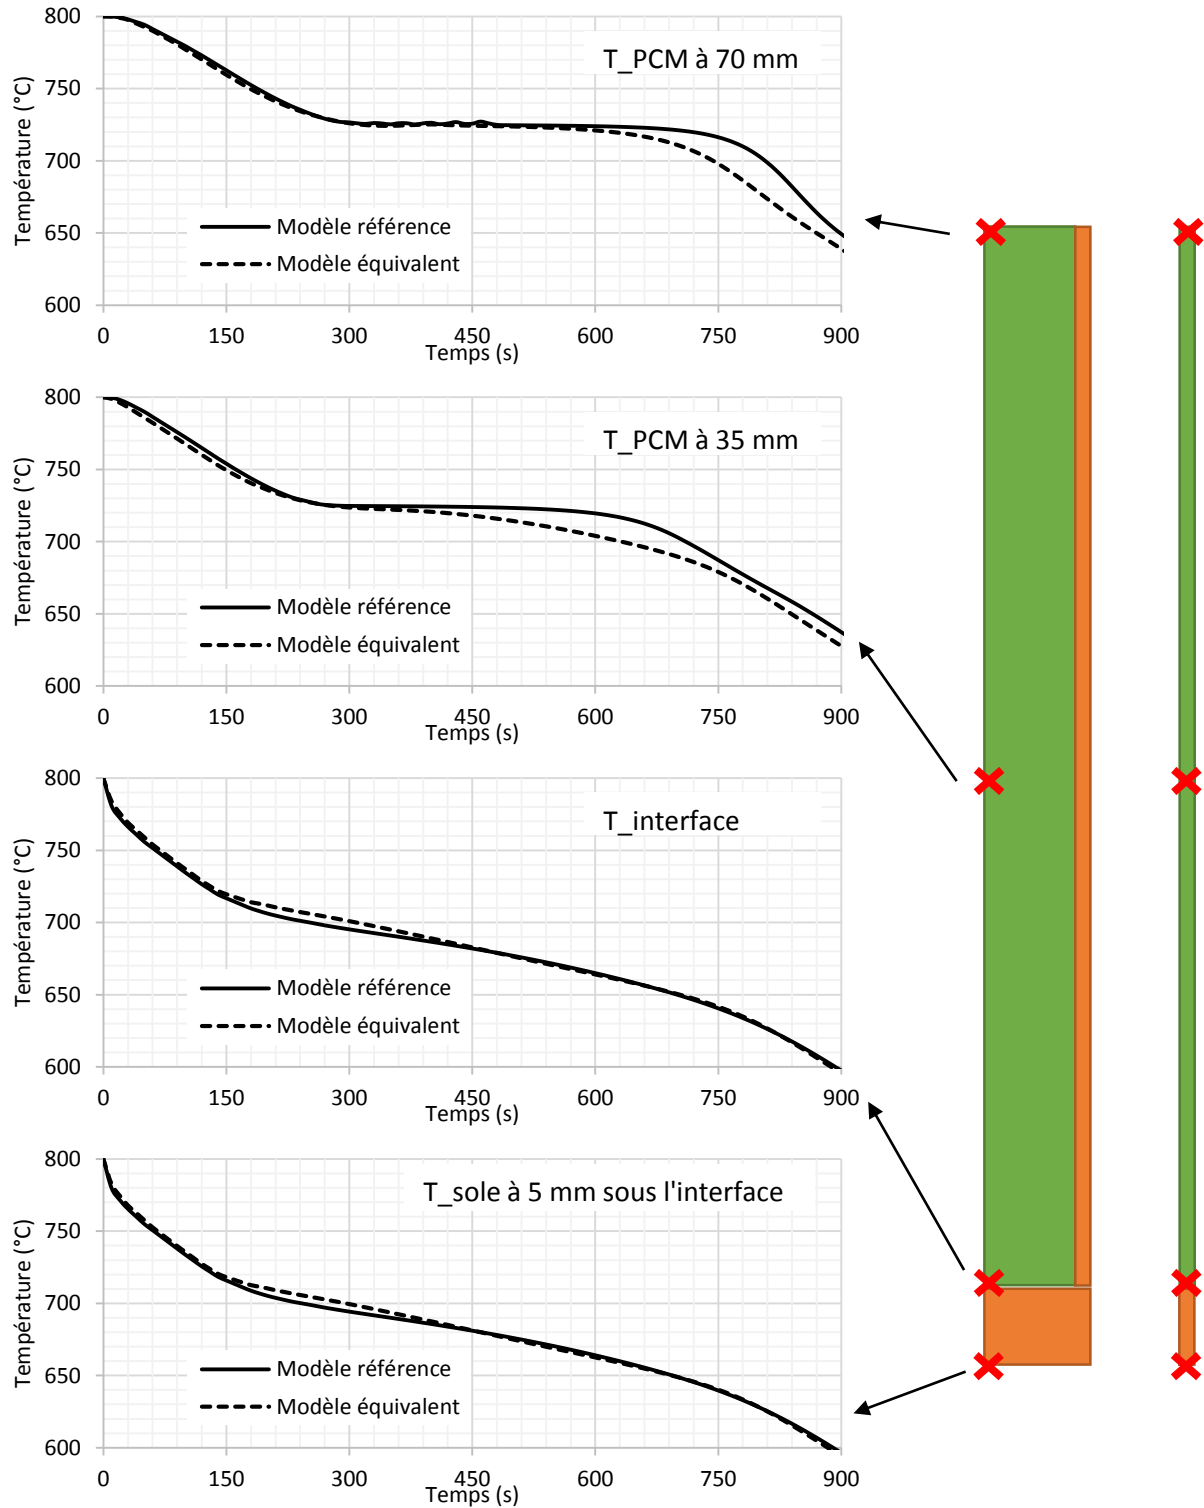 T_PCM à 70 mm
Température (°C)
800
750
700
650
600
Modèle référence
Modèle équivalent
0 150 300 450 600 750 900
Temps (s)
T_PCM à 35 mm
Température (°C)
800
750
700
650
600
Modèle référence
Modèle équivalent
0 150 300 450 600 750 900
Temps (s)
T_interface
Température (°C)
800
750
700
650
600
Modèle référence
Modèle équivalent
0 150 300 450 600 750 900
Temps (s)
T_sole à 5 mm sous l'interface
Température (°C)
800
750
700
650
600
Modèle référence
Modèle équivalent
0 150 300 450 600 750 900
Temps (s)